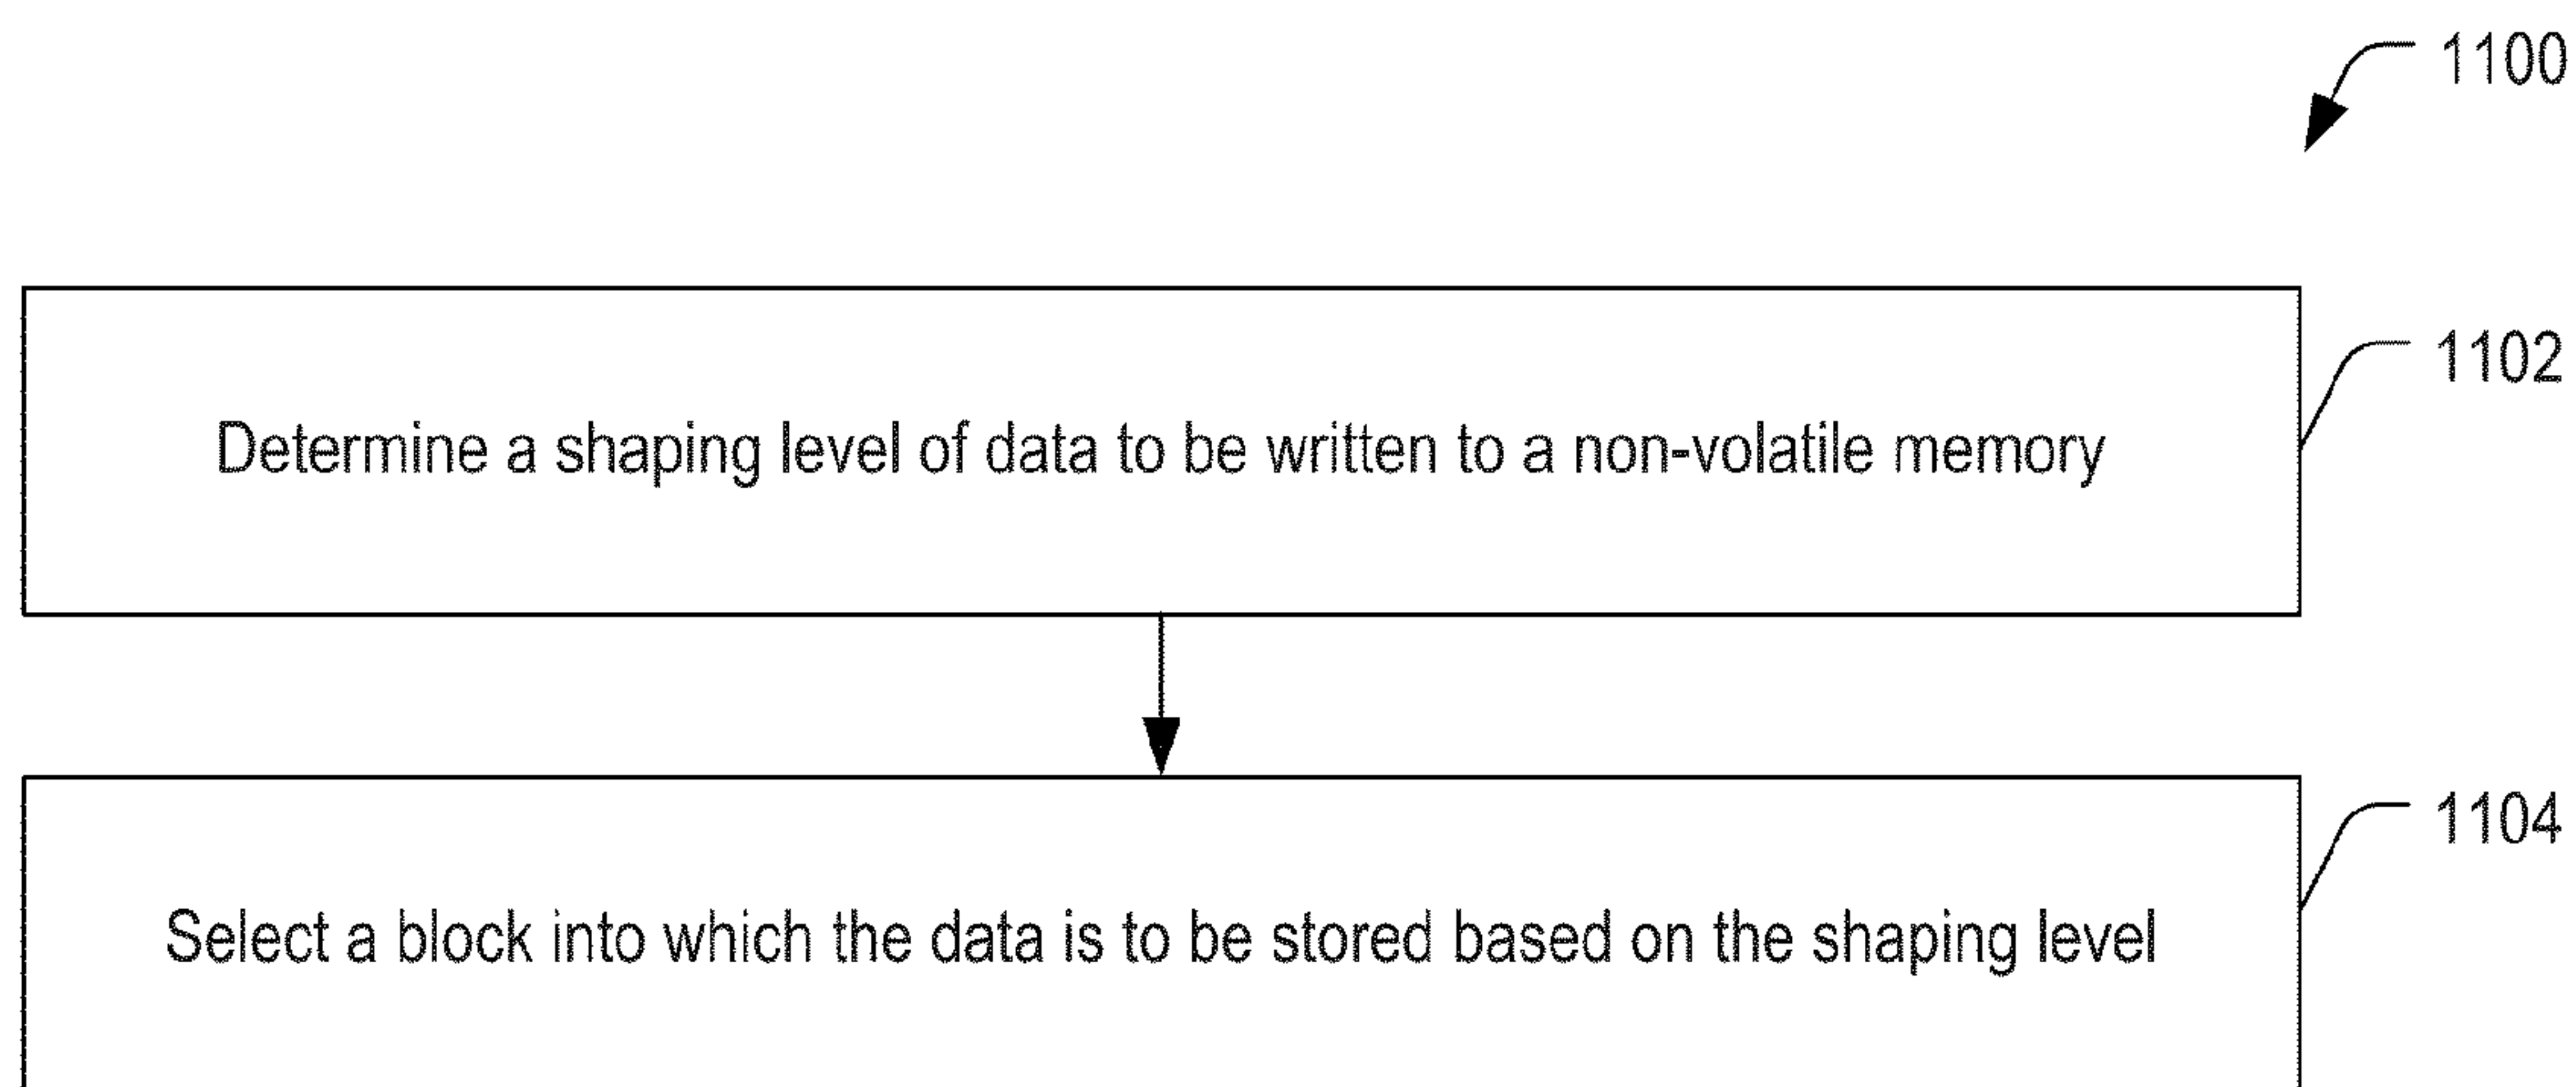 1100
1102
Determine a shaping level of data to be written to a non-volatile memory
1104
Select a block into which the data is to be stored based on the shaping level